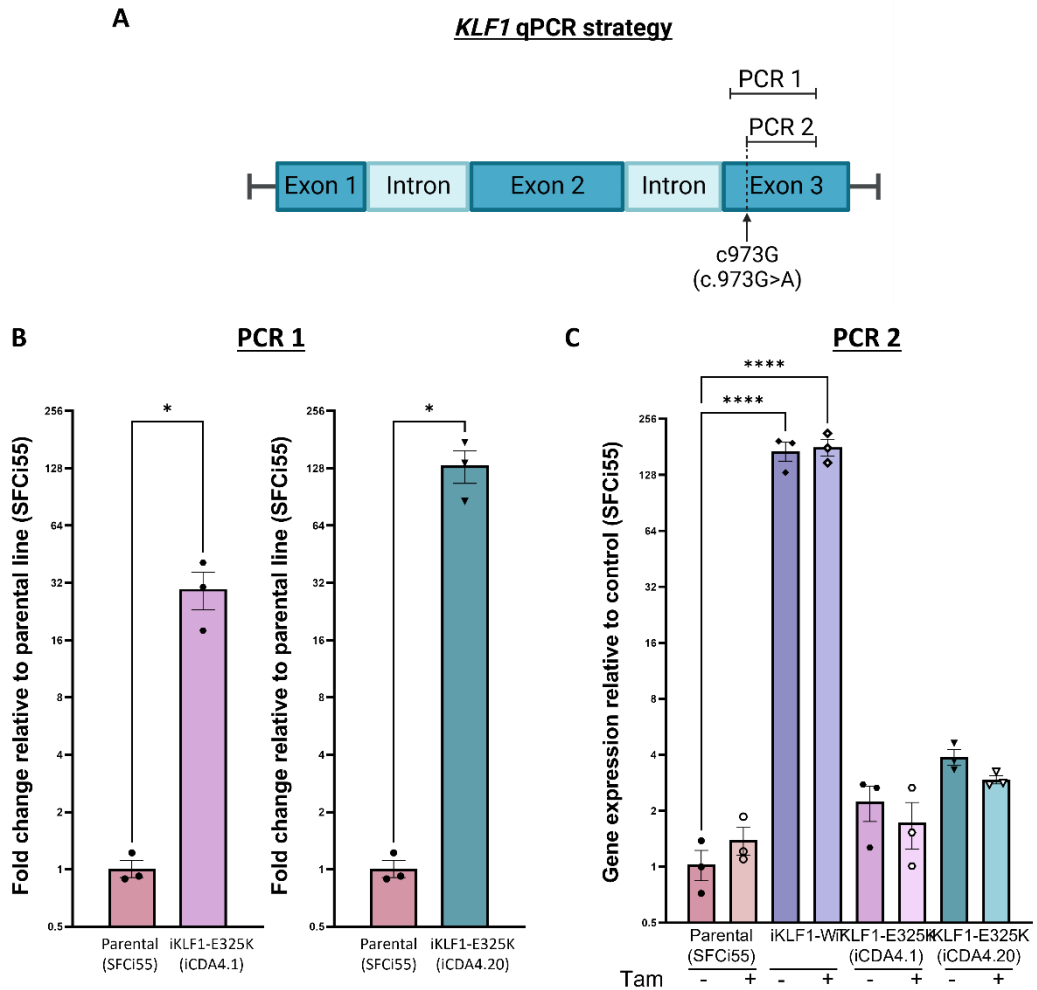 A
KLF1 qPCR strategy
PCR 1
PCR 2
Exon 1
Intron
Exon 2
Intron
Exon 3
c973G
(c.973G>A)
B
PCR 1
Fold change relative to parental line (SFCi55)
256
128
64
32
16
8
4
2
1
0.5
*
Parental
(SFCi55)
iKLF1-E325K
(iCDA4.1)
Fold change relative to parental line (SFCi55)
256
128
64
32
16
8
4
2
1
0.5
*
Parental
(SFCi55)
iKLF1-E325K
(iCDA4.20)
C
PCR 2
Gene expression relative to control (SFCi55)
256
128
64
32
16
8
4
2
1
0.5
****
****
Parental
(SFCi55)
iKLF1-WT
iKLF1-E325K
(iCDA4.1)
iKLF1-E325K
(iCDA4.20)
Tam - + - + - + - +